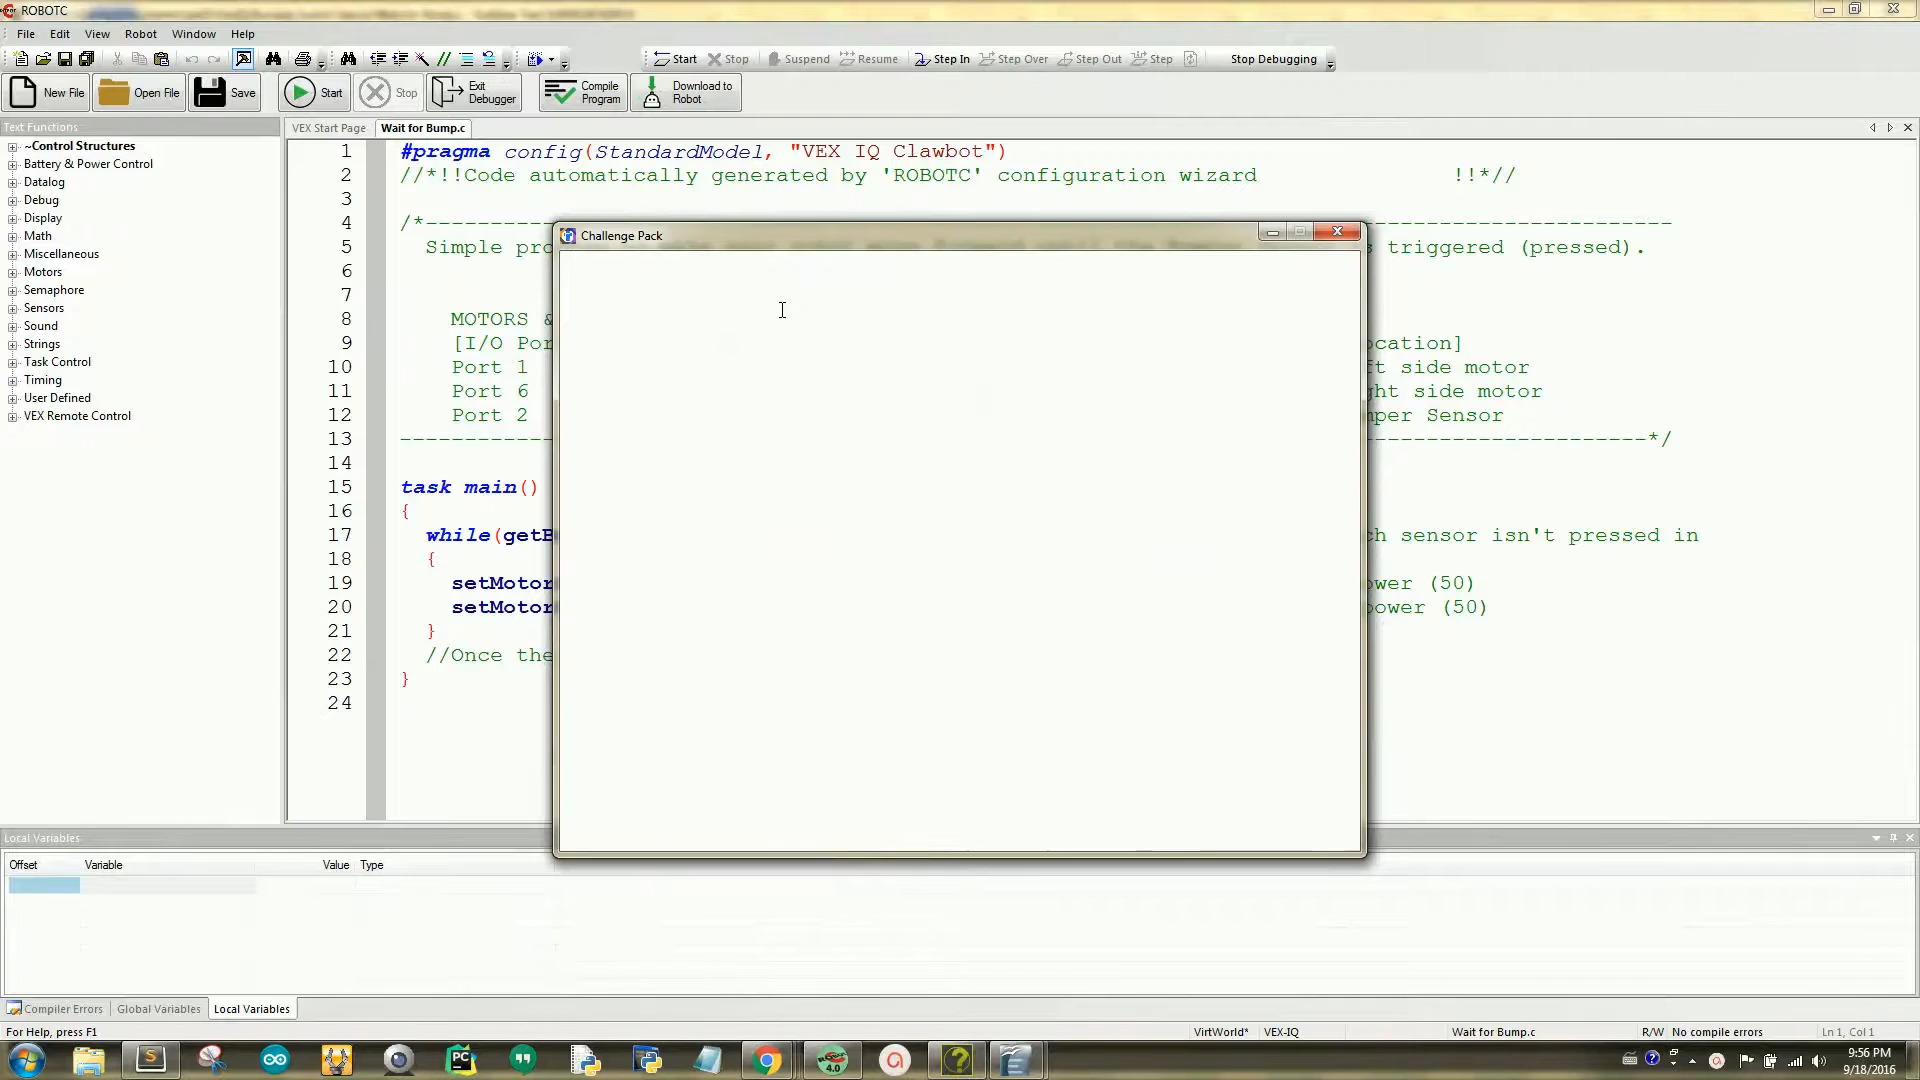 ROBOTC
File Edit View Robot Window Help
Start Stop Suspend Resume Step In Step Over Step Out Step Stop Debugging
New File Open File Save Start Stop Exit Debugger Compile Program Download to Robot
Text Functions
VEX Start Page Wait for Bump.c
~Control Structures
Battery & Power Control
Datalog
Debug
Display
Math
Miscellaneous
Motors
Semaphore
Sensors
Sound
Strings
Task Control
Timing
User Defined
VEX Remote Control
1 #pragma config(StandardModel, "VEX IQ Clawbot")
2 //*!!Code automatically generated by 'ROBOTC' configuration wizard !!*//
3
4 /*--------------------------------------------------
5 Simple pro triggered (pressed).
6
7
8 MOTORS &
9 [I/O Por ocation]
10 Port 1 ft side motor
11 Port 6 ght side motor
12 Port 2 mper Sensor
13 --------------------------------------------------*/
14
15 task main()
16 {
17 while(getB ch sensor isn't pressed in
18 {
19 setMotor ower (50)
20 setMotor power (50)
21 }
22 //Once the
23 }
24
Challenge Pack
Local Variables
Offset Variable Value Type
Compiler Errors Global Variables Local Variables
For Help, press F1 VirtWorld* VEX-IQ Wait for Bump.c R/W No compile errors Ln 1, Col 1
PC 4.0
9:56 PM
9/18/2016